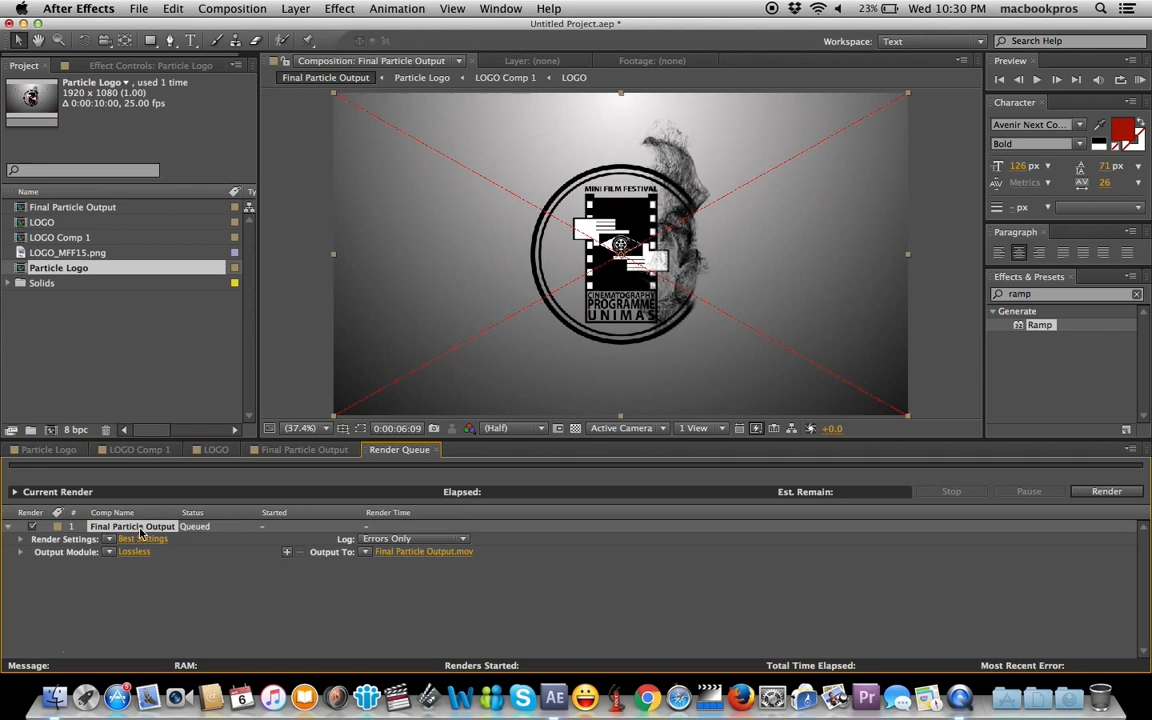 After Effects File Edit Composition Layer Effect Animation View Window Help 23% Wed 10:30 PM macbookpros
Untitled Project.aep *
Workspace: Text Search Help
Project Effect Controls: Particle Logo
Composition: Final Particle Output Layer: (none) Footage: (none)
Preview
Particle Logo▼ , used 1 time
1920 x 1080 (1.00)
Δ 0:00:10:00, 25.00 fps
Final Particle Output Particle Logo LOGO Comp 1 LOGO
Character
Avenir Next Co...
Bold
126 px 71 px
Metrics 26
– px
Name Ty
Final Particle Output
LOGO
LOGO Comp 1
LOGO_MFF15.png
Particle Logo
Solids
MINI FILM FESTIVAL
CINEMATOGRAPHY
PROGRAMME
UNIMAS
Paragraph
Effects & Presets
ramp
Generate
Ramp
8 bpc
(37.4%) 0:00:06:09 (Half) Active Camera 1 View +0.0
Particle Logo LOGO Comp 1 LOGO Final Particle Output Render Queue
Current Render Elapsed: Est. Remain: Stop Pause Render
Render # Comp Name Status Started Render Time
1 Final Particle Output Queued – –
Render Settings: Best Settings Log: Errors Only
Output Module: Lossless Output To: Final Particle Output.mov
Message: RAM: Renders Started: Total Time Elapsed: Most Recent Error: